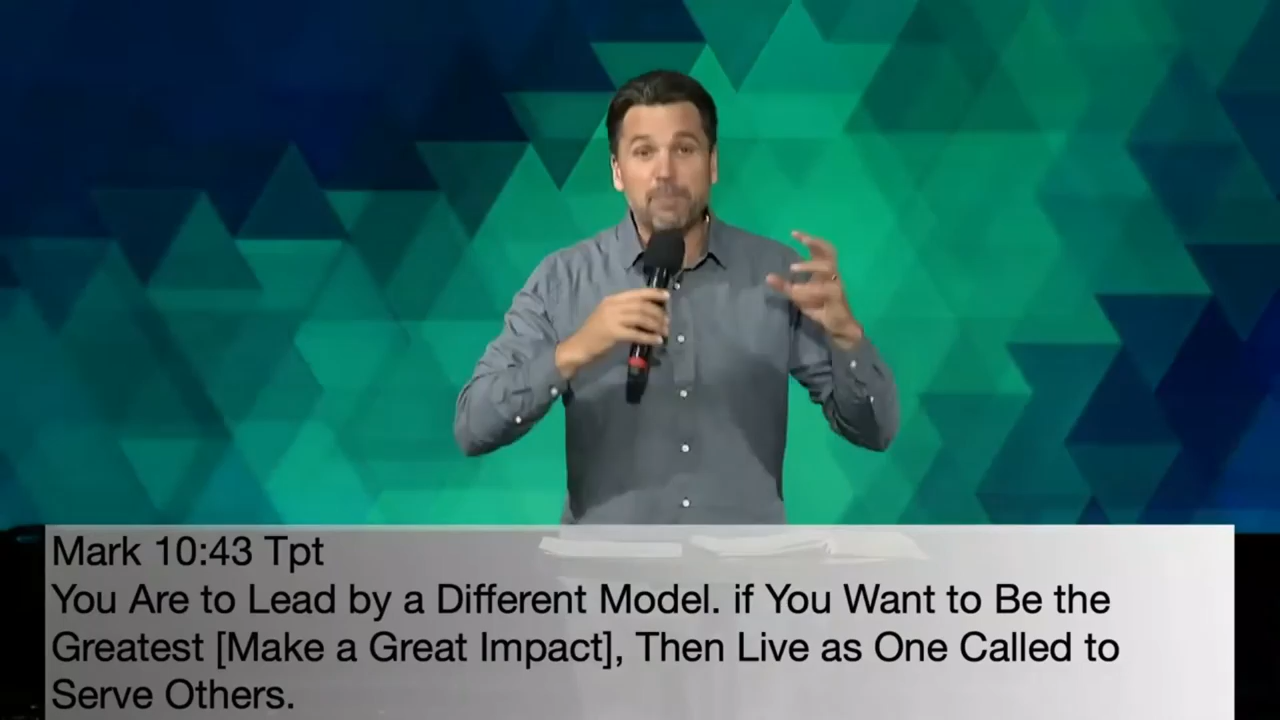 Mark 10:43 Tpt
You Are to Lead by a Different Model. if You Want to Be the
Greatest [Make a Great Impact], Then Live as One Called to
Serve Others.